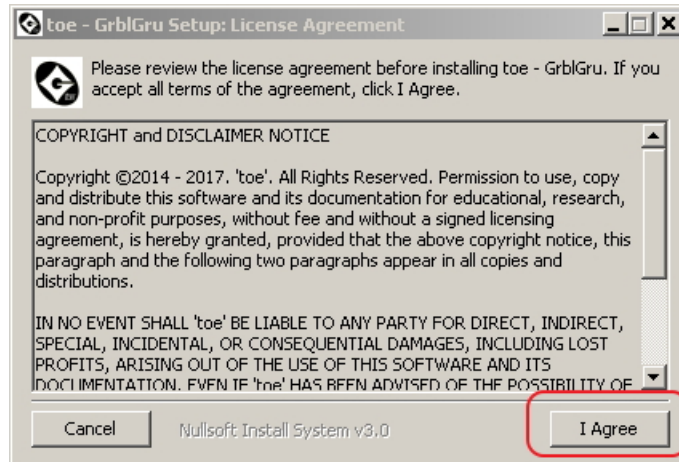 toe - GrblGru Setup: License Agreement
Please review the license agreement before installing toe - GrblGru. If you
accept all terms of the agreement, click I Agree.
COPYRIGHT and DISCLAIMER NOTICE
Copyright ©2014 - 2017. 'toe'. All Rights Reserved. Permission to use, copy
and distribute this software and its documentation for educational, research,
and non-profit purposes, without fee and without a signed licensing
agreement, is hereby granted, provided that the above copyright notice, this
paragraph and the following two paragraphs appear in all copies and
distributions.
IN NO EVENT SHALL 'toe' BE LIABLE TO ANY PARTY FOR DIRECT, INDIRECT,
SPECIAL, INCIDENTAL, OR CONSEQUENTIAL DAMAGES, INCLUDING LOST
PROFITS, ARISING OUT OF THE USE OF THIS SOFTWARE AND ITS
DOCUMENTATION, EVEN IF 'toe' HAS BEEN ADVISED OF THE POSSIBILITY OF
Cancel
Nullsoft Install System v3.0
I Agree